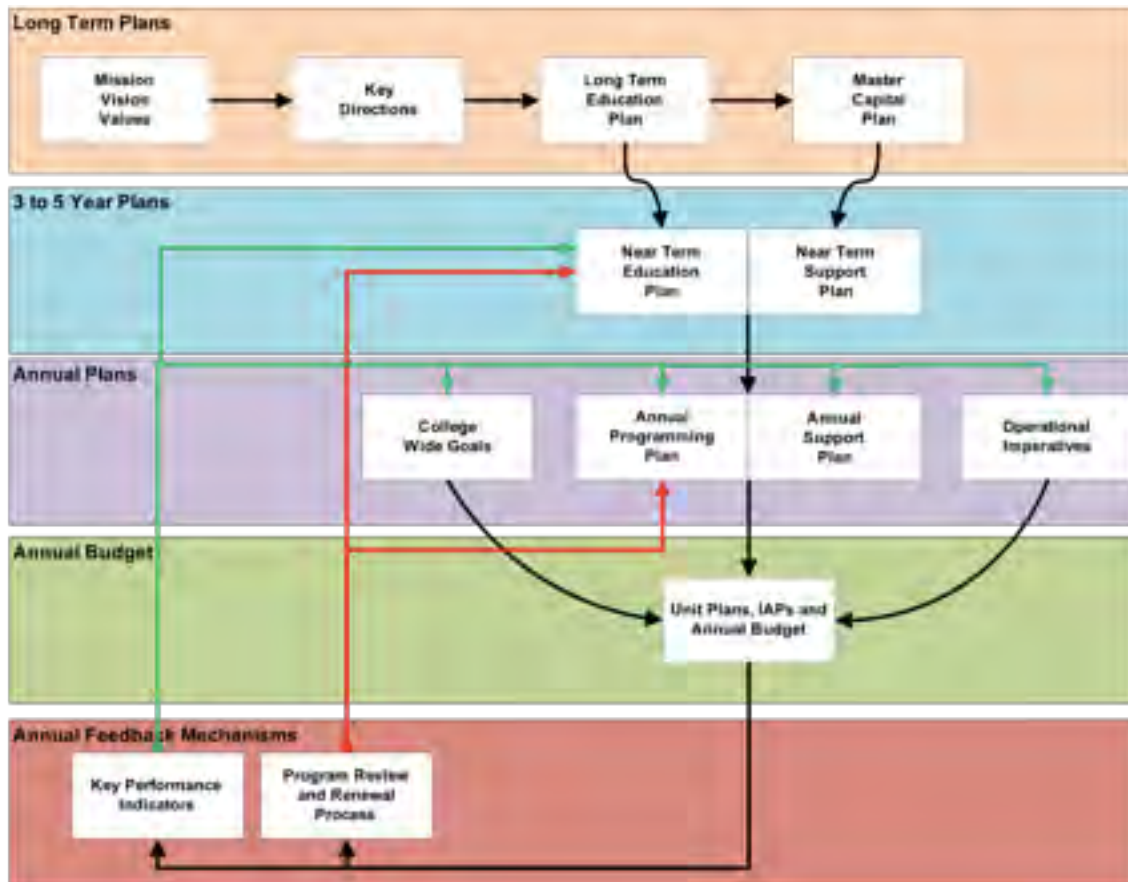 Long Term Plans
Mission
Vision
Values
Key
Directions
Long Term
Education
Plan
Master
Capital
Plan
3 to 5 Year Plans
Near Term
Education
Plan
Near Term
Support
Plan
Annual Plans
College
Wide Goals
Annual
Programming
Plan
Annual
Support
Plan
Operational
Imperatives
Annual Budget
Unit Plans, IAPs and
Annual Budget
Annual Feedback Mechanisms
Key Performance
Indicators
Program Review
and Renewal
Process